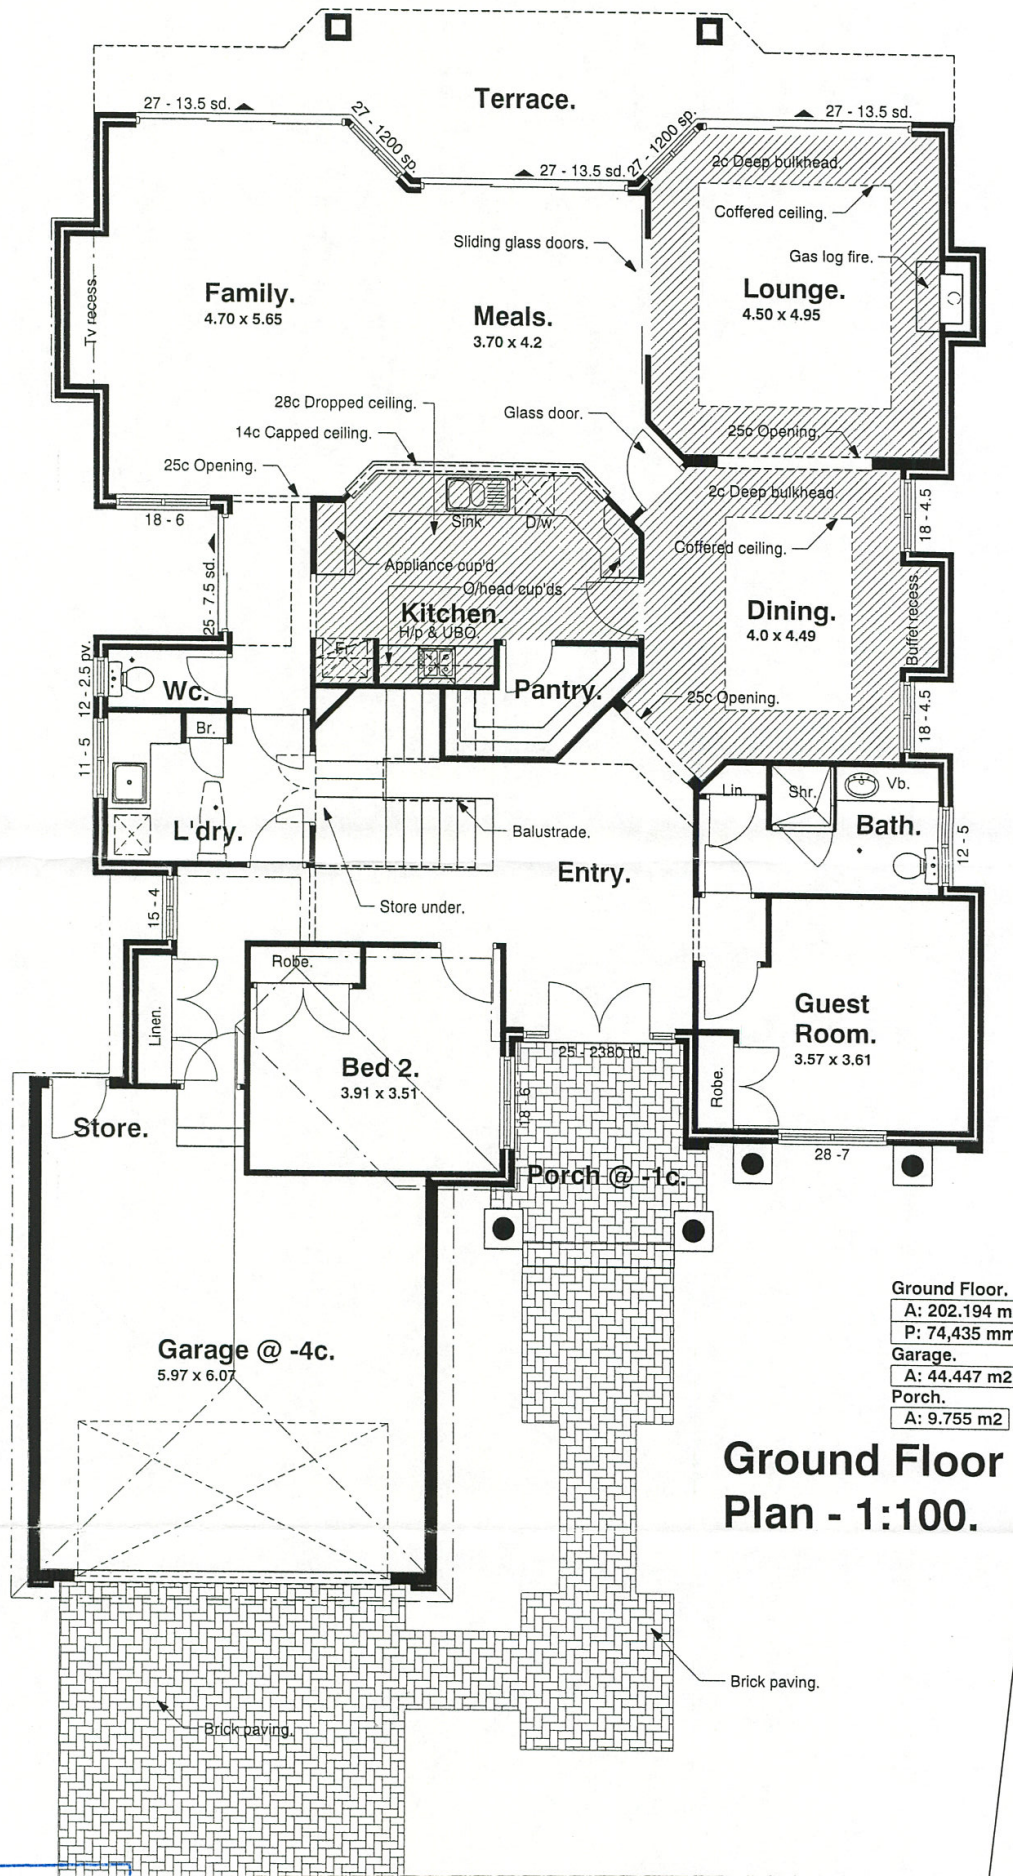 Terrace.
27 - 13.5 sd.
27 - 1200 sp.
27 - 13.5 sd.
27 - 1200 sp.
27 - 13.5 sd.
2c Deep bulkhead.
Coffered ceiling.
Sliding glass doors.
Gas log fire.
Tv recess.
Family.
4.70 x 5.65
Meals.
3.70 x 4.2
Lounge.
4.50 x 4.95
28c Dropped ceiling.
Glass door.
14c Capped ceiling.
25c Opening.
25c Opening.
18 - 6
Sink.
D/w.
2c Deep bulkhead.
18 - 4.5
Coffered ceiling.
25 - 7.5 sd.
Appliance cup'd.
O/head cup'ds.
Kitchen.
H/p & UBO.
Fr.
Dining.
4.0 x 4.49
Buffet recess.
12 - 2.5 pv.
Wc.
Pantry.
25c Opening.
18 - 4.5
11 - 5
Br.
Lin.
Shr.
Vb.
L'dry.
Balustrade.
Bath.
12 - 5
Entry.
15 - 4
Store under.
Robe.
Linen.
Guest
Room.
3.57 x 3.61
25 - 2380 tb.
Bed 2.
3.91 x 3.51
18 - 6
Robe.
Store.
28 -7
Porch @ -1c.
Ground Floor.
A: 202.194 m
P: 74,435 mm
Garage.
A: 44.447 m2
Porch.
A: 9.755 m2
Garage @ -4c.
5.97 x 6.07
Ground Floor
Plan - 1:100.
Brick paving.
Brick paving.